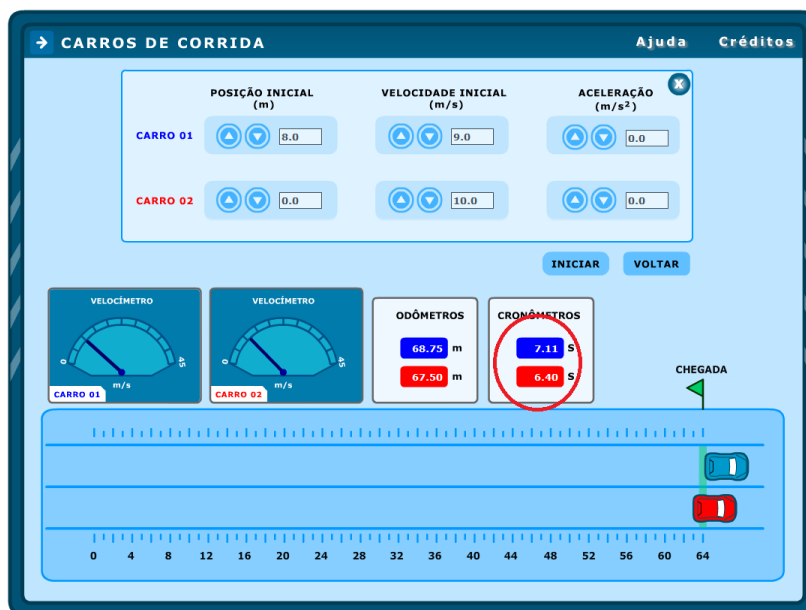 CARROS DE CORRIDA
Ajuda Créditos
POSIÇÃO INICIAL (m)
VELOCIDADE INICIAL (m/s)
ACELERAÇÃO (m/s²)
X
CARRO 01 8.0 9.0 0.0
CARRO 02 0.0 10.0 0.0
INICIAR VOLTAR
VELOCÍMETRO
0 45
m/s
CARRO 01
VELOCÍMETRO
0 45
m/s
CARRO 02
ODÔMETROS
68.75 m
67.50 m
CRONÔMETROS
7.11 S
6.40 S
CHEGADA
0 4 8 12 16 20 24 28 32 36 40 44 48 52 56 60 64